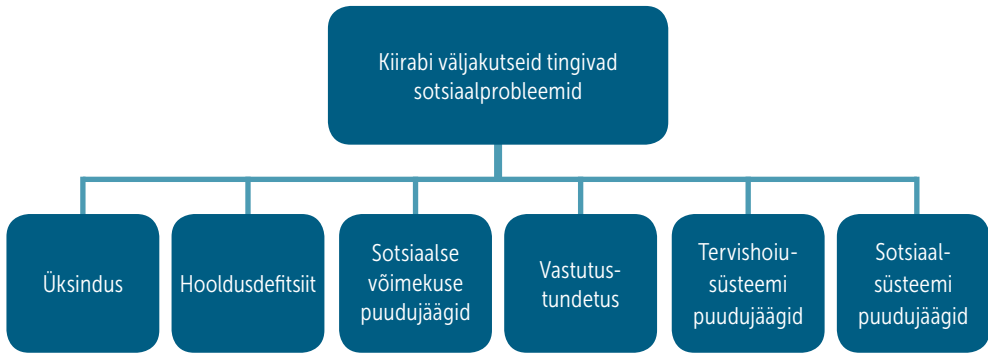 Kiirabi väljakutseid tingivad
sotsiaalprobleemid
Üksindus
Hooldusdefitsiit
Sotsiaalse
võimekuse
puudujäägid
Vastutus-
tundetus
Tervishoiu-
süsteemi
puudujäägid
Sotsiaal-
süsteemi
puudujäägid